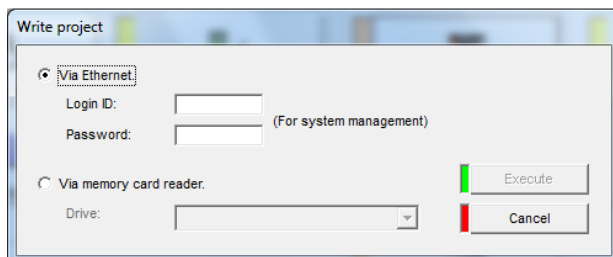 Write project
Via Ethernet.
Login ID:
(For system management)
Password:
Via memory card reader.
Execute
Drive:
Cancel